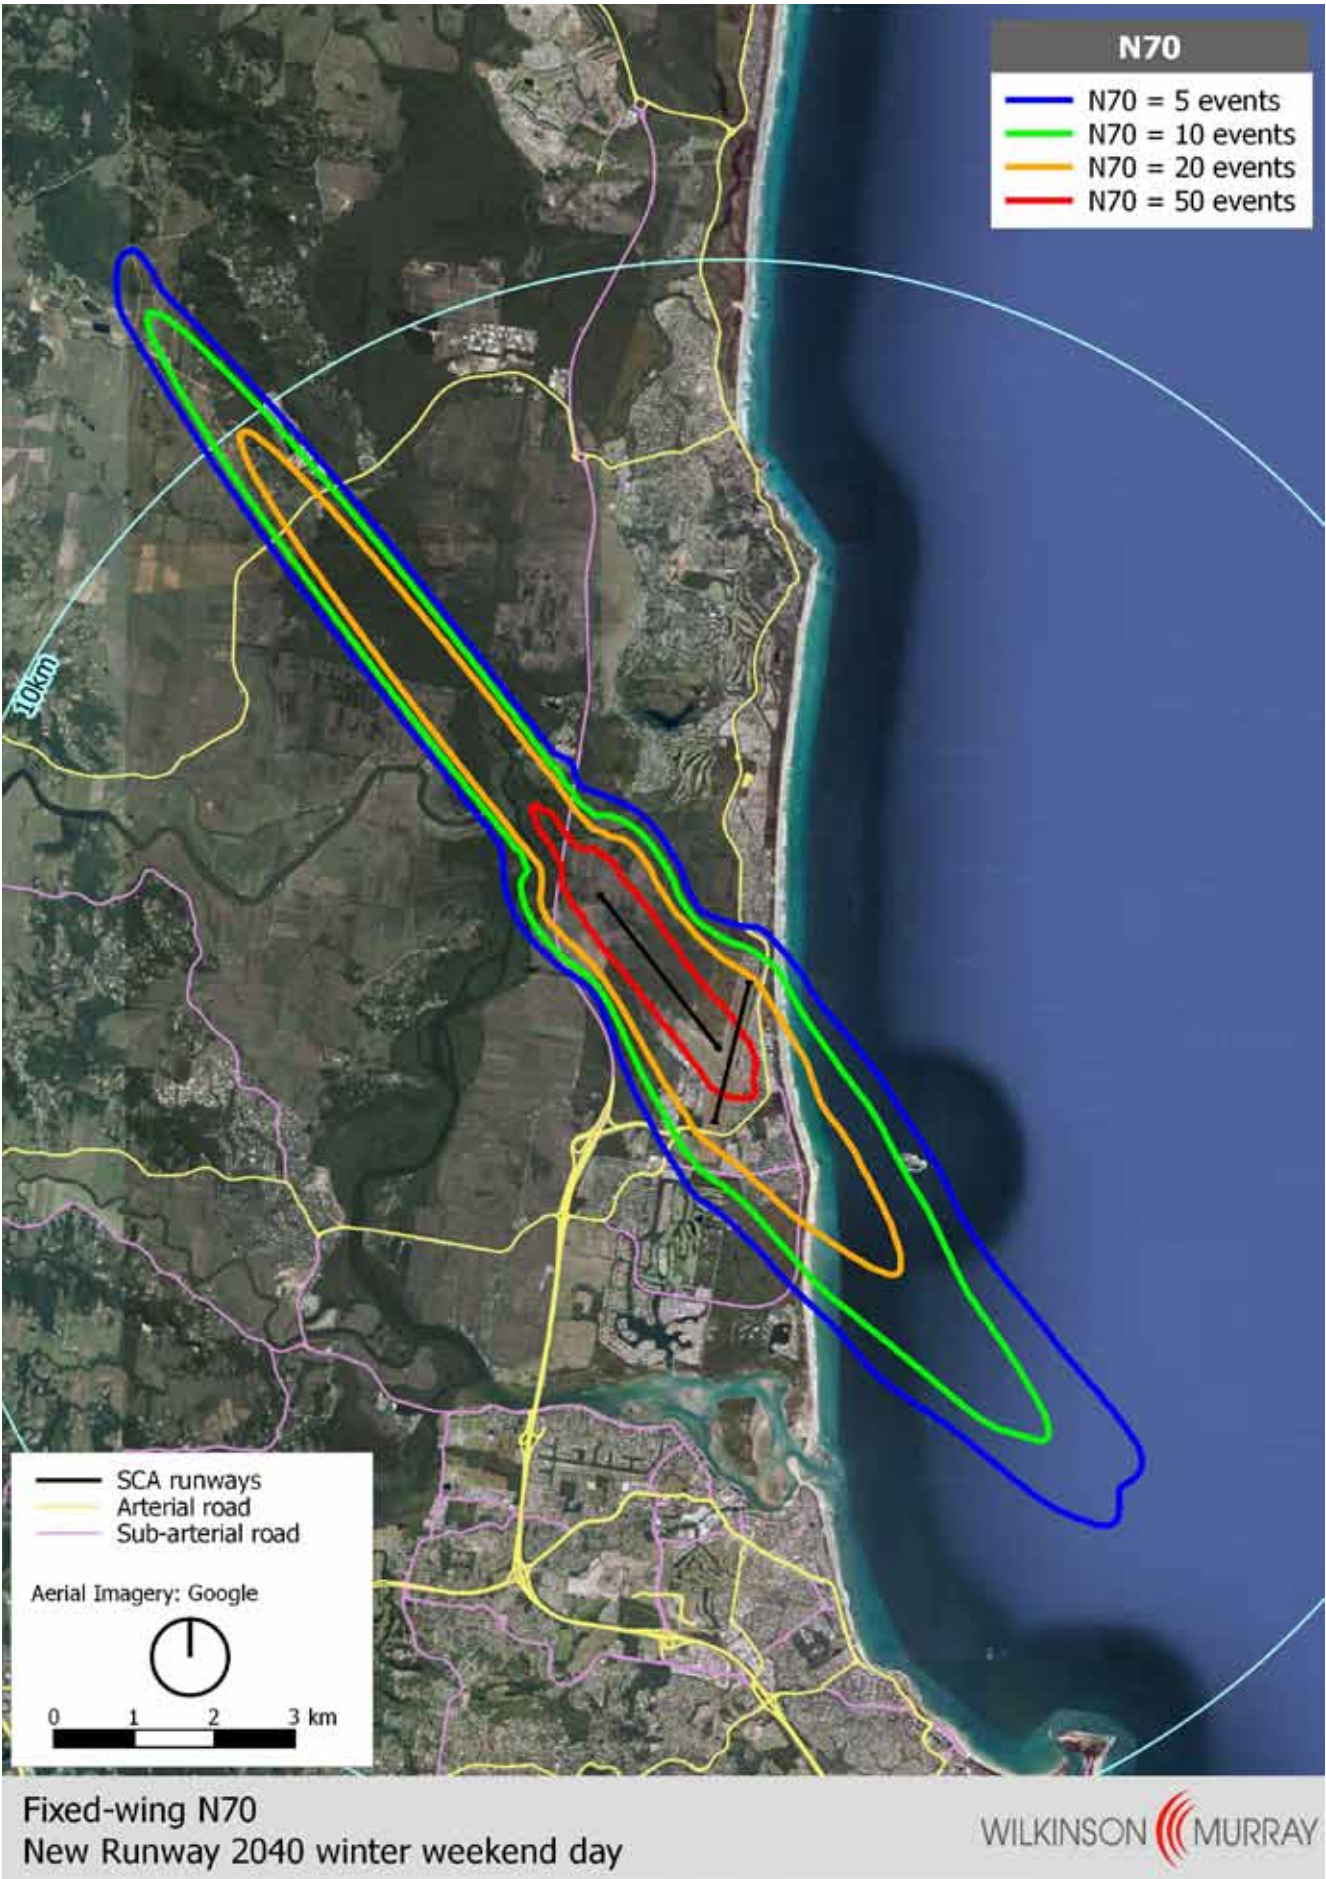 N70
N70 = 5 events
N70 = 10 events
N70 = 20 events
N70 = 50 events
10km
SCA runways
Arterial road
Sub-arterial road
Aerial Imagery: Google
0 1 2 3 km
Fixed-wing N70
New Runway 2040 winter weekend day
WILKINSON MURRAY